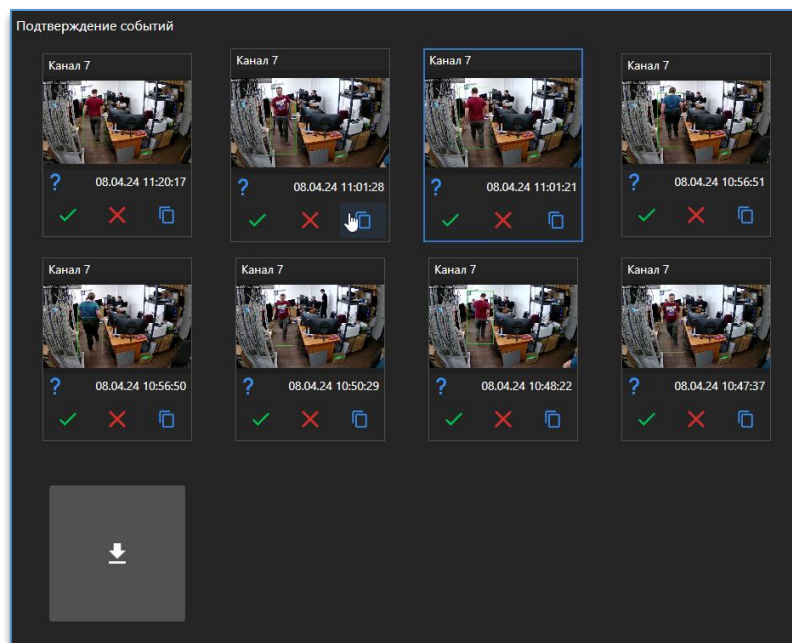 Подтверждение событий
Канал 7
Канал 7
Канал 7
Канал 7
? 08.04.24 11:20:17
? 08.04.24 11:01:28
? 08.04.24 11:01:21
? 08.04.24 10:56:51
Канал 7
Канал 7
Канал 7
Канал 7
? 08.04.24 10:56:50
? 08.04.24 10:50:29
? 08.04.24 10:48:22
? 08.04.24 10:47:37